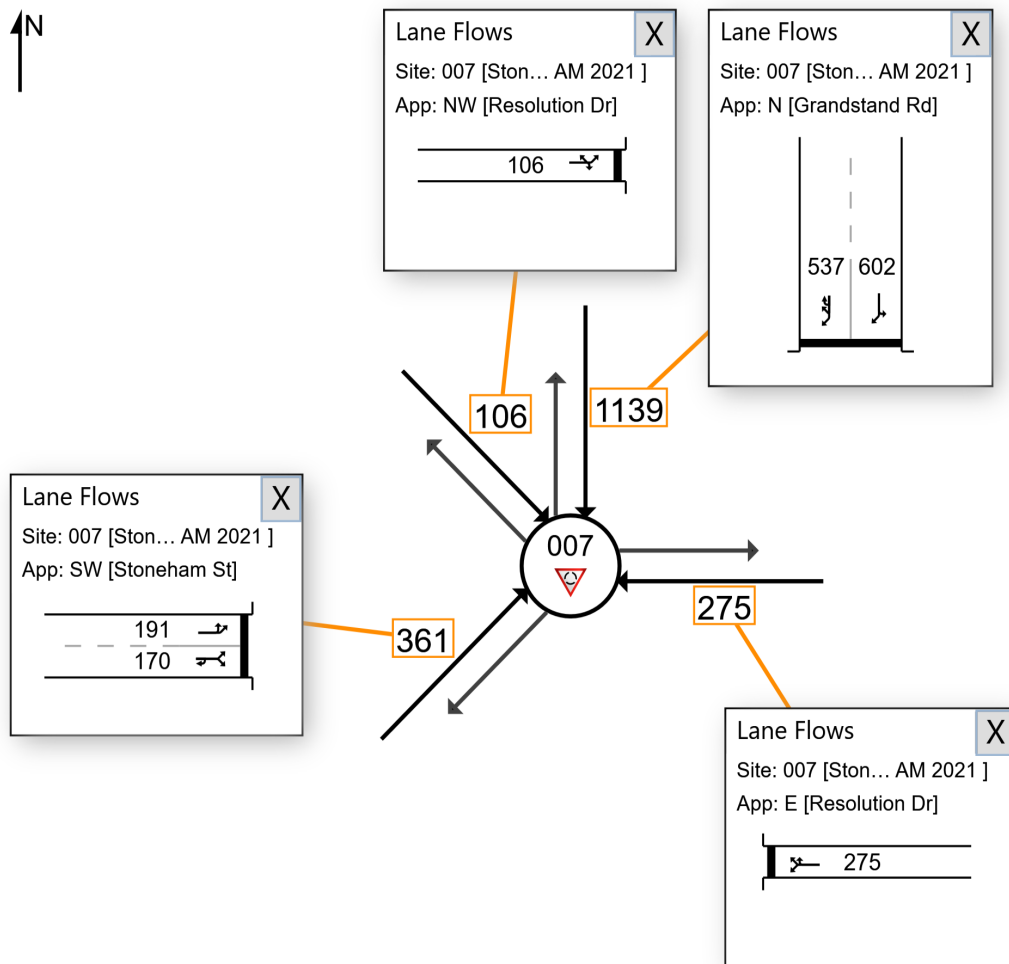 N
Lane Flows X
Site: 007 [Ston... AM 2021 ]
App: NW [Resolution Dr]
106
Lane Flows X
Site: 007 [Ston... AM 2021 ]
App: N [Grandstand Rd]
537 602
106
1139
Lane Flows X
Site: 007 [Ston... AM 2021 ]
App: SW [Stoneham St]
191
170
361
007
275
Lane Flows X
Site: 007 [Ston... AM 2021 ]
App: E [Resolution Dr]
275